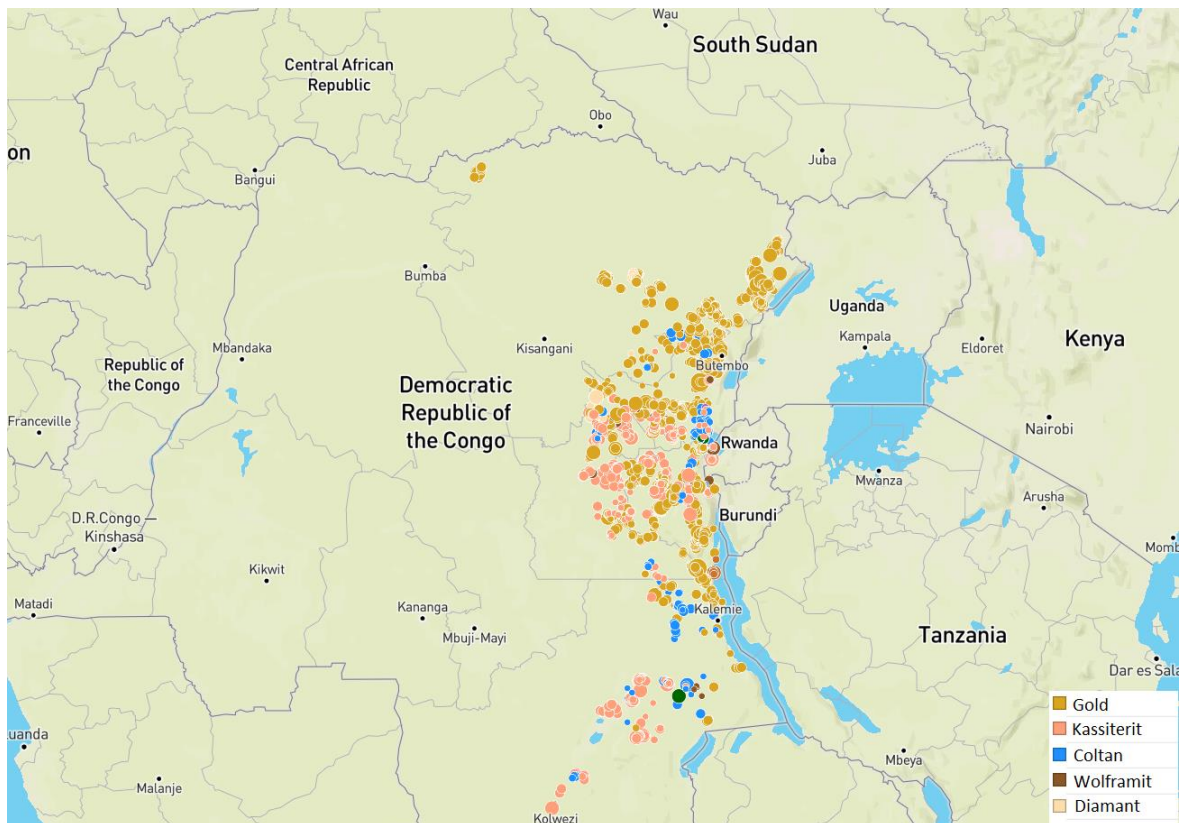 Wau
South Sudan
Central African
Republic
Obo
on
Juba
Bangui
Bumba
Uganda
Kisangani
Kampala
Eldoret
Kenya
Mbandaka
Butembo
Republic of
the Congo
Democratic
Republic of
the Congo
Franceville
Nairobi
Rwanda
Mwanza
Arusha
D.R.Congo —
Kinshasa
Burundi
Momb
Kikwit
Matadi
Kananga
Kalemie
Mbuji-Mayi
Tanzania
Dar es Sala
Gold
Kassiterit
Coltan
Wolframit
Diamant
uanda
Mbeya
Malanje
Kolwezi